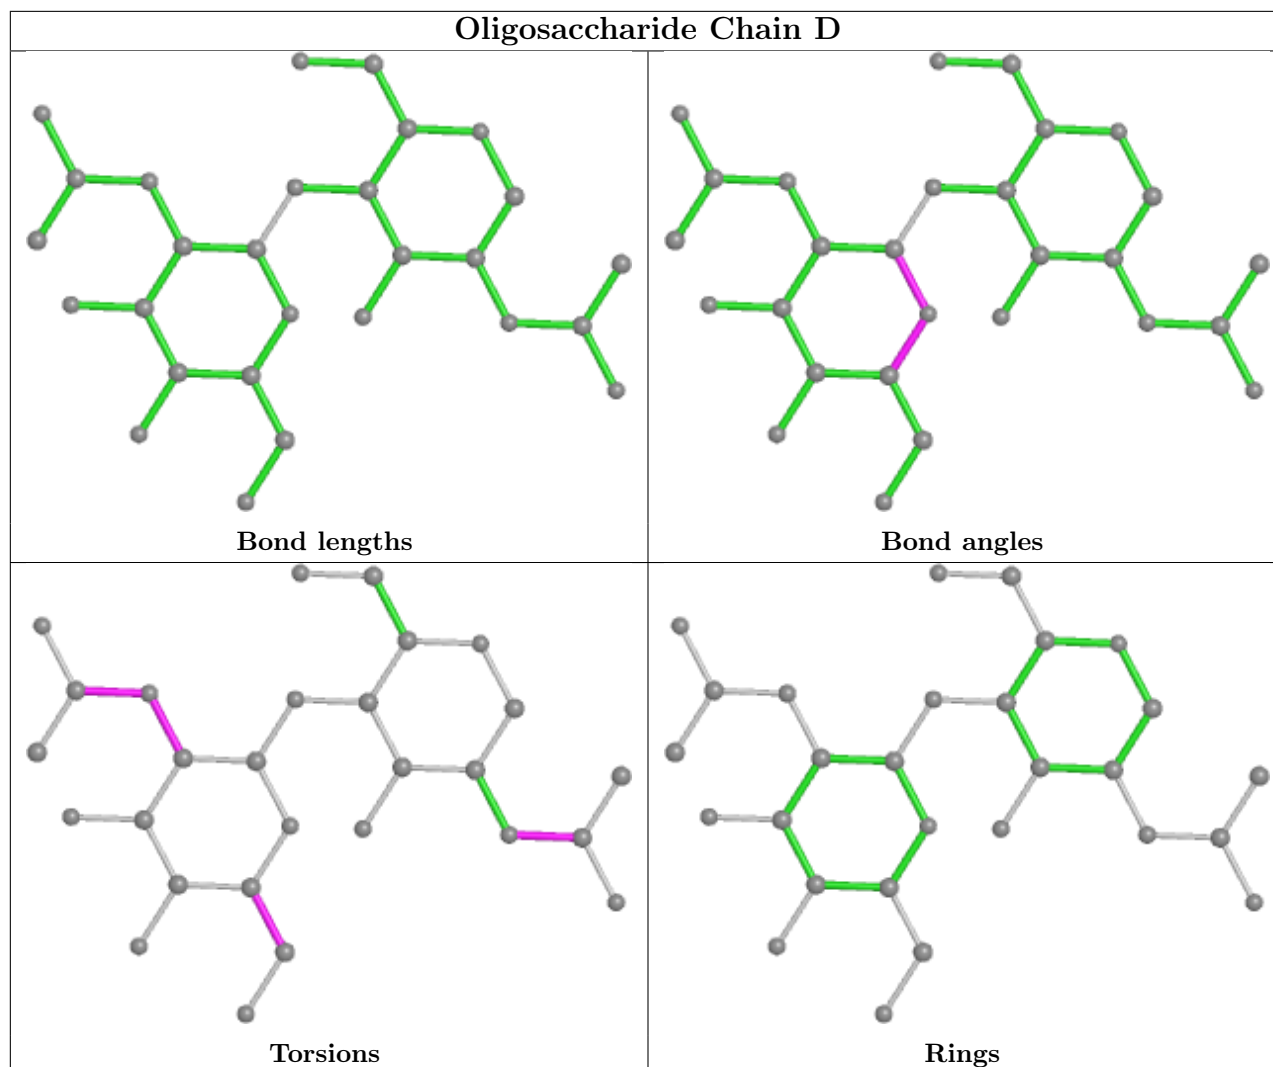 Oligosaccharide Chain D
Bond lengths
Bond angles
Torsions
Rings